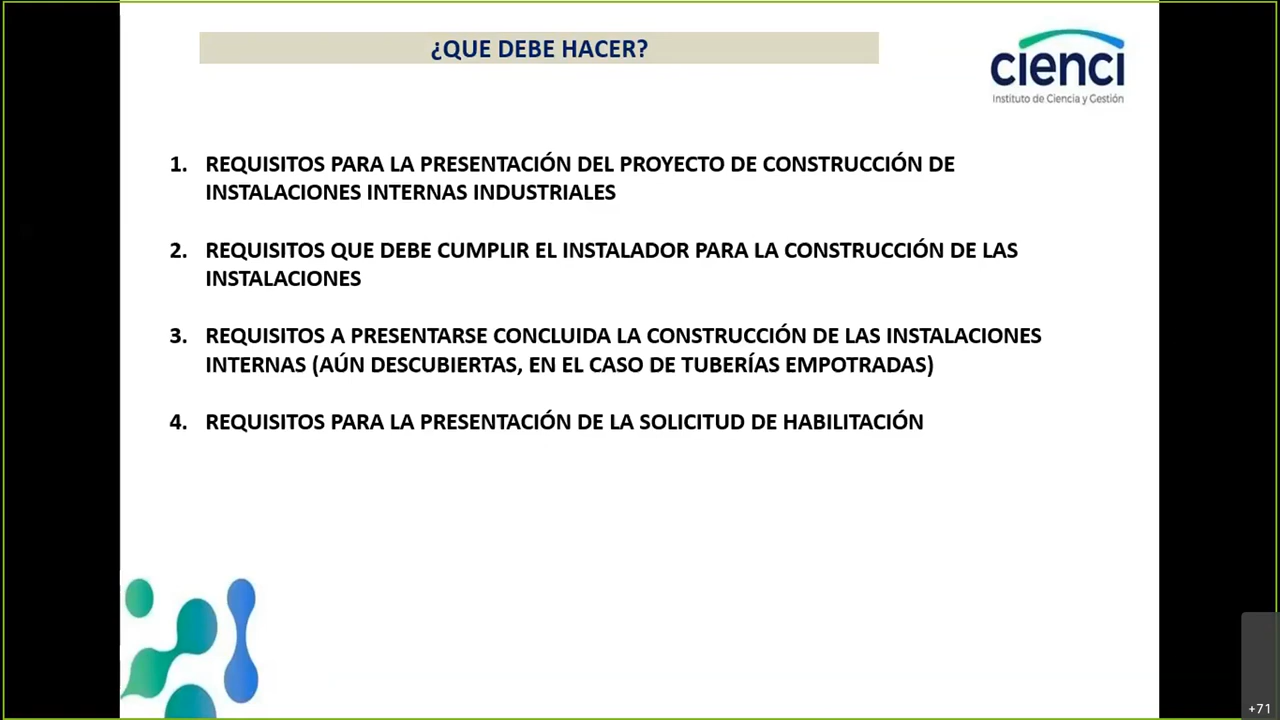 ¿QUE DEBE HACER?
cienci
Instituto de Ciencia y Gestión
1. REQUISITOS PARA LA PRESENTACIÓN DEL PROYECTO DE CONSTRUCCIÓN DE
INSTALACIONES INTERNAS INDUSTRIALES
2. REQUISITOS QUE DEBE CUMPLIR EL INSTALADOR PARA LA CONSTRUCCIÓN DE LAS
INSTALACIONES
3. REQUISITOS A PRESENTARSE CONCLUIDA LA CONSTRUCCIÓN DE LAS INSTALACIONES
INTERNAS (AÚN DESCUBIERTAS, EN EL CASO DE TUBERÍAS EMPOTRADAS)
4. REQUISITOS PARA LA PRESENTACIÓN DE LA SOLICITUD DE HABILITACIÓN
+71